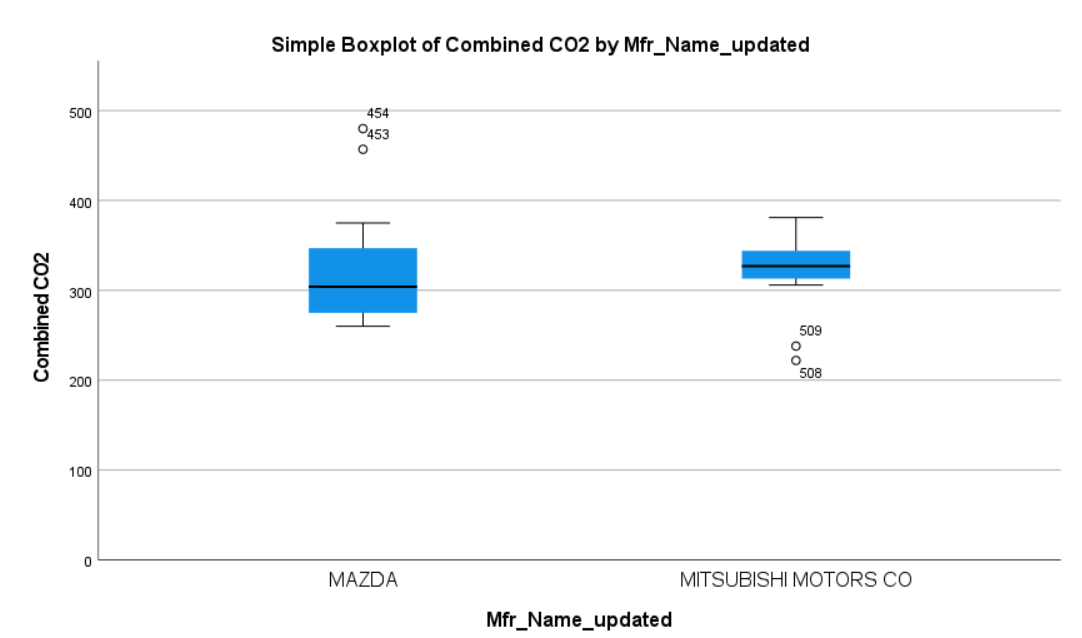 Simple Boxplot of Combined CO2 by Mfr_Name_updated
Combined CO2
500
400
300
200
100
0
454
453
509
508
MAZDA
MITSUBISHI MOTORS CO
Mfr_Name_updated